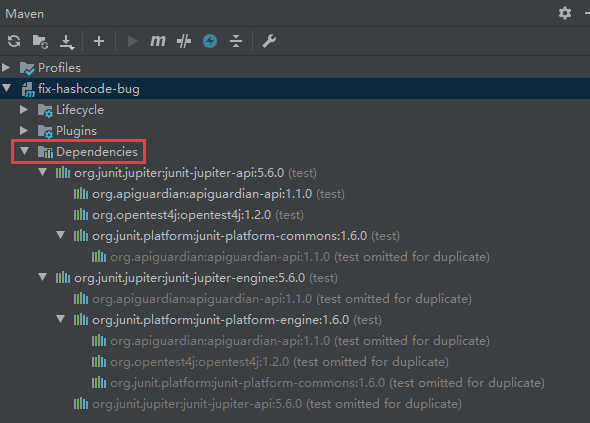 Maven
m
Profiles
fix-hashcode-bug
Lifecycle
Plugins
Dependencies
org.junit.jupiter:junit-jupiter-api:5.6.0 (test)
org.apiguardian:apiguardian-api:1.1.0 (test)
org.opentest4j:opentest4j:1.2.0 (test)
org.junit.platform:junit-platform-commons:1.6.0 (test)
org.apiguardian:apiguardian-api:1.1.0 (test omitted for duplicate)
org.junit.jupiter:junit-jupiter-engine:5.6.0 (test)
org.apiguardian:apiguardian-api:1.1.0 (test omitted for duplicate)
org.junit.platform:junit-platform-engine:1.6.0 (test)
org.apiguardian:apiguardian-api:1.1.0 (test omitted for duplicate)
org.opentest4j:opentest4j:1.2.0 (test omitted for duplicate)
org.junit.platform:junit-platform-commons:1.6.0 (test omitted for duplicate)
org.junit.jupiter:junit-jupiter-api:5.6.0 (test omitted for duplicate)